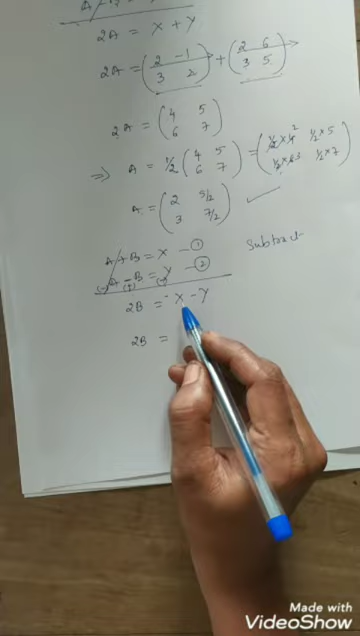 2A = X + Y
2A = (2 -1 3 2) + (2 6 3 5)
2A = (4 5 6 7)
⇒ A = 1/2 (4 5 6 7) = (1/2×4 2 1/2×5 1/2×6 3 1/2×7)
A = (2 5/2 3 7/2)
A + B = X — ① Subtract
(-) A - B = Y — ②
(+) (-)
2B = X - Y
2B =
Made with
VideoShow